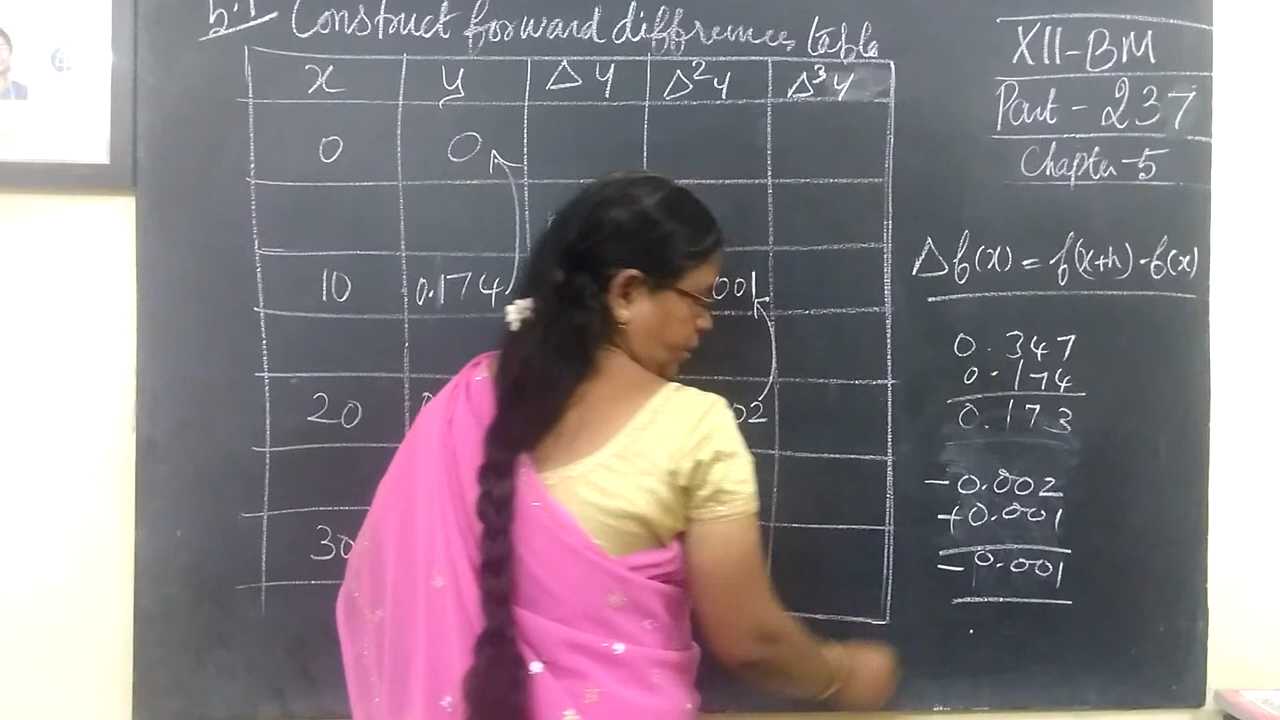 5.1 Construct forward difference table
x y Δy Δ²y Δ³y
0 0
10 0.174 001
20 02
30
XII-BM
Part - 237
Chapter-5
Δf(x) = f(x+h) - f(x)
0.347
0.174
0.173
-0.002
+0.001
-0.001